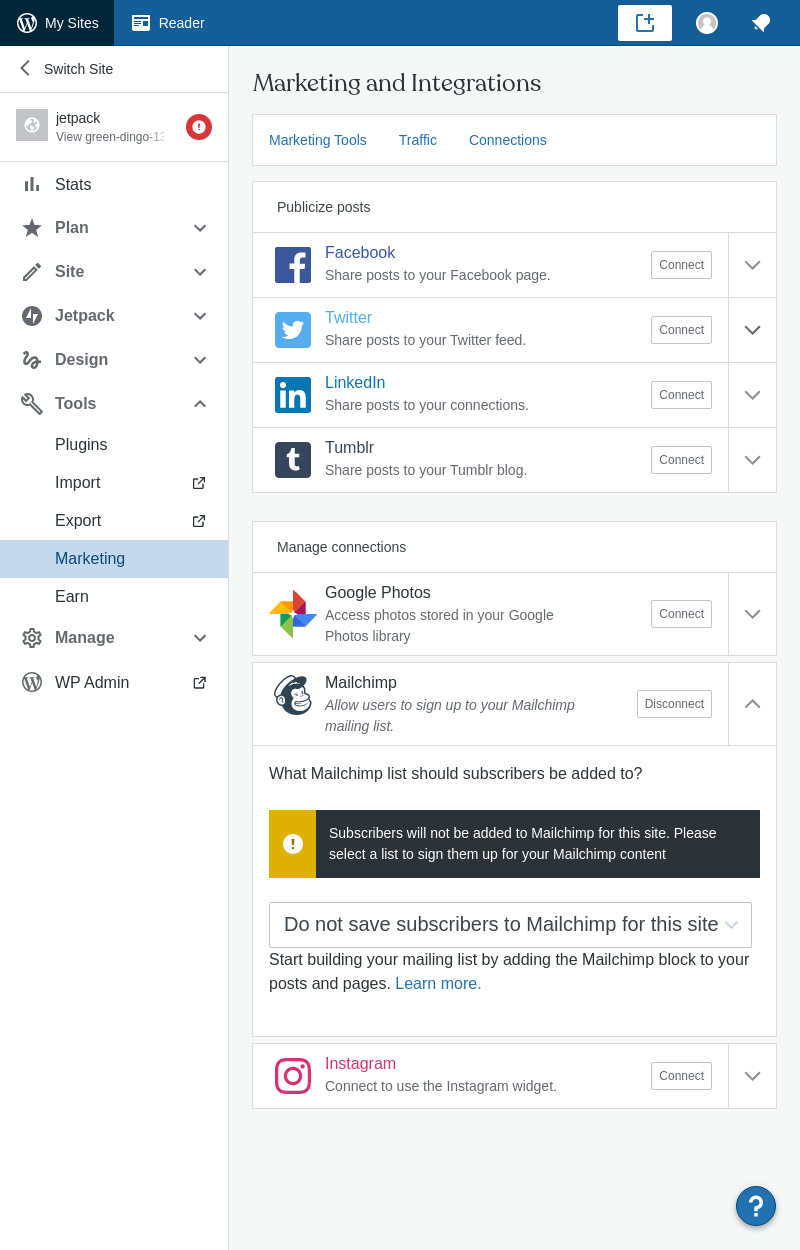 My Sites
Reader
Switch Site
jetpack
View green-dingo-13
Stats
Plan
Site
Jetpack
Design
Tools
Plugins
Import
Export
Marketing
Earn
Manage
WP Admin
Marketing and Integrations
Marketing Tools Traffic Connections
Publicize posts
Facebook
Share posts to your Facebook page.
Connect
Twitter
Share posts to your Twitter feed.
Connect
LinkedIn
Share posts to your connections.
Connect
Tumblr
Share posts to your Tumblr blog.
Connect
Manage connections
Google Photos
Access photos stored in your Google
Photos library
Connect
Mailchimp
Allow users to sign up to your Mailchimp
mailing list.
Disconnect
What Mailchimp list should subscribers be added to?
Subscribers will not be added to Mailchimp for this site. Please
select a list to sign them up for your Mailchimp content
Do not save subscribers to Mailchimp for this site
Start building your mailing list by adding the Mailchimp block to your
posts and pages. Learn more.
Instagram
Connect to use the Instagram widget.
Connect